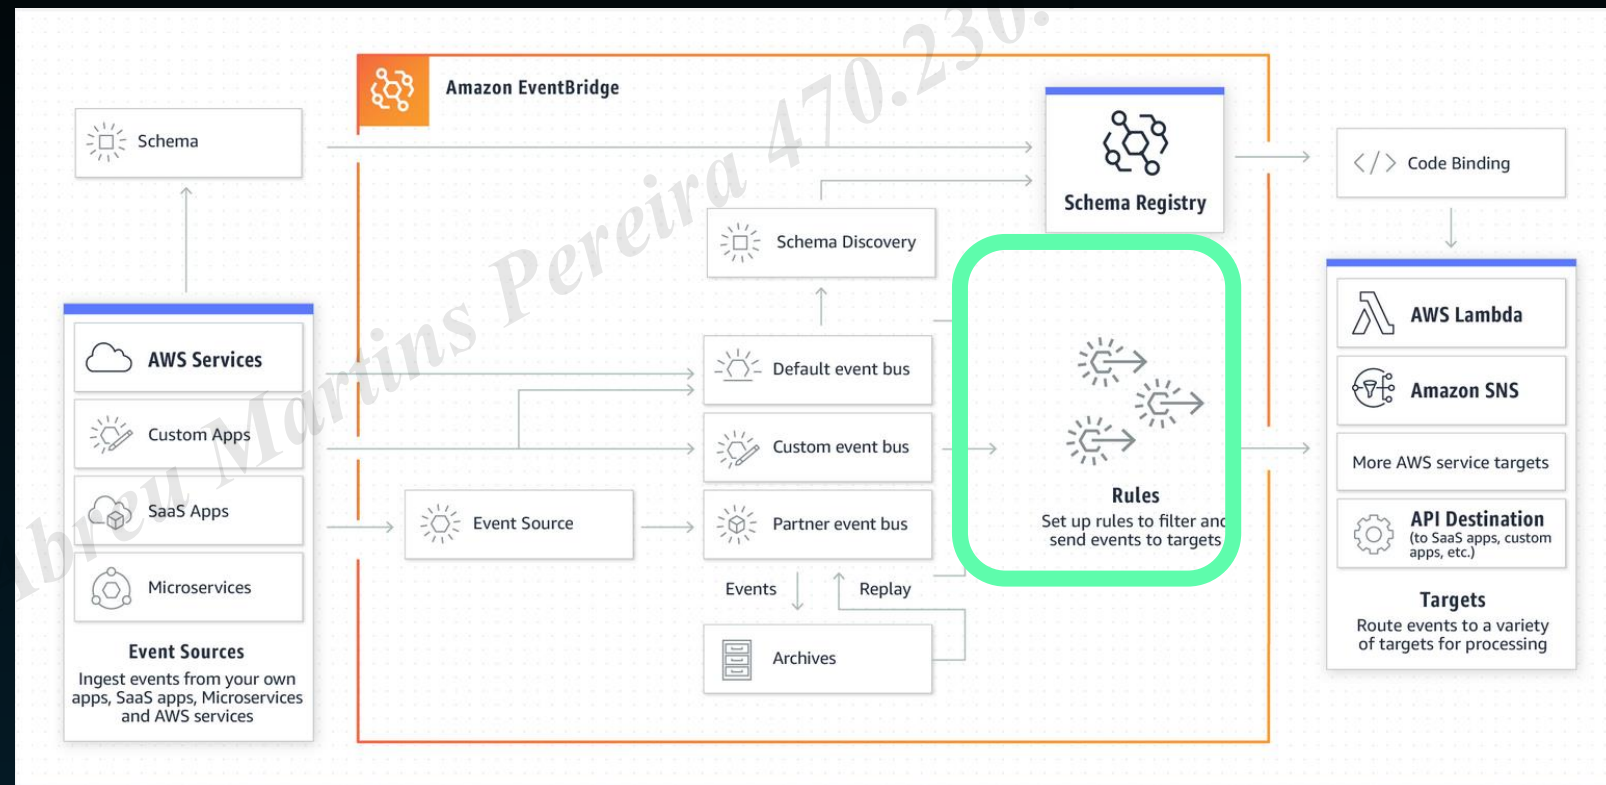 Amazon EventBridge
Schema
Schema Registry
Code Binding
Schema Discovery
AWS Services
Custom Apps
SaaS Apps
Microservices
Event Sources
Ingest events from your own
apps, SaaS apps, Microservices
and AWS services
Event Source
Default event bus
Custom event bus
Partner event bus
Events
Replay
Archives
Rules
Set up rules to filter and
send events to targets
AWS Lambda
Amazon SNS
More AWS service targets
API Destination
(to SaaS apps, custom
apps, etc.)
Targets
Route events to a variety
of targets for processing
Abreu Martins Pereira 470.230.